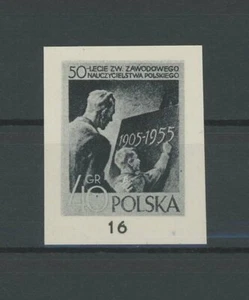 50-LECIE ZW. ZAWODOWEGO
NAUCZYCIELSTWA POLSKIEGO
1905-1955
40 GR
POLSKA
16